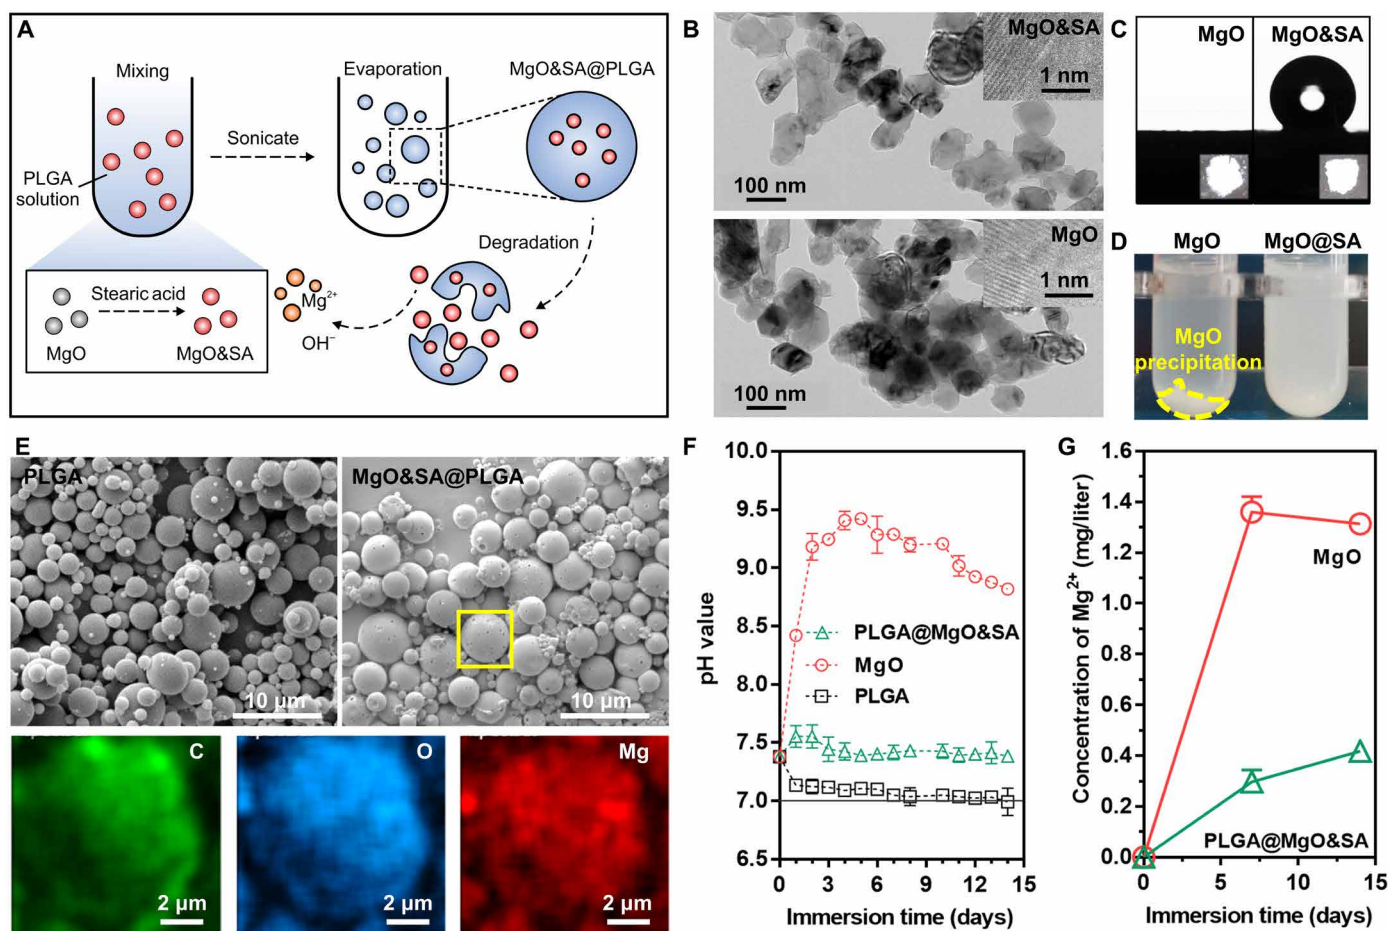 A
Mixing
Evaporation
MgO&SA@PLGA
Sonicate
PLGA
solution
Degradation
Stearic acid
MgO
MgO&SA
Mg²⁺
OH⁻
B
MgO&SA
1 nm
100 nm
MgO
1 nm
100 nm
C
MgO
MgO&SA
D
MgO
MgO@SA
MgO
precipitation
E
PLGA
10 µm
MgO&SA@PLGA
10 µm
C
2 µm
O
2 µm
Mg
2 µm
F
pH value
10.0
9.5
9.0
8.5
8.0
7.5
7.0
6.5
PLGA@MgO&SA
MgO
PLGA
0 3 6 9 12 15
Immersion time (days)
G
Concentration of Mg²⁺ (mg/liter)
1.6
1.4
1.2
1.0
0.8
0.6
0.4
0.2
0.0
MgO
PLGA@MgO&SA
0 5 10 15
Immersion time (days)